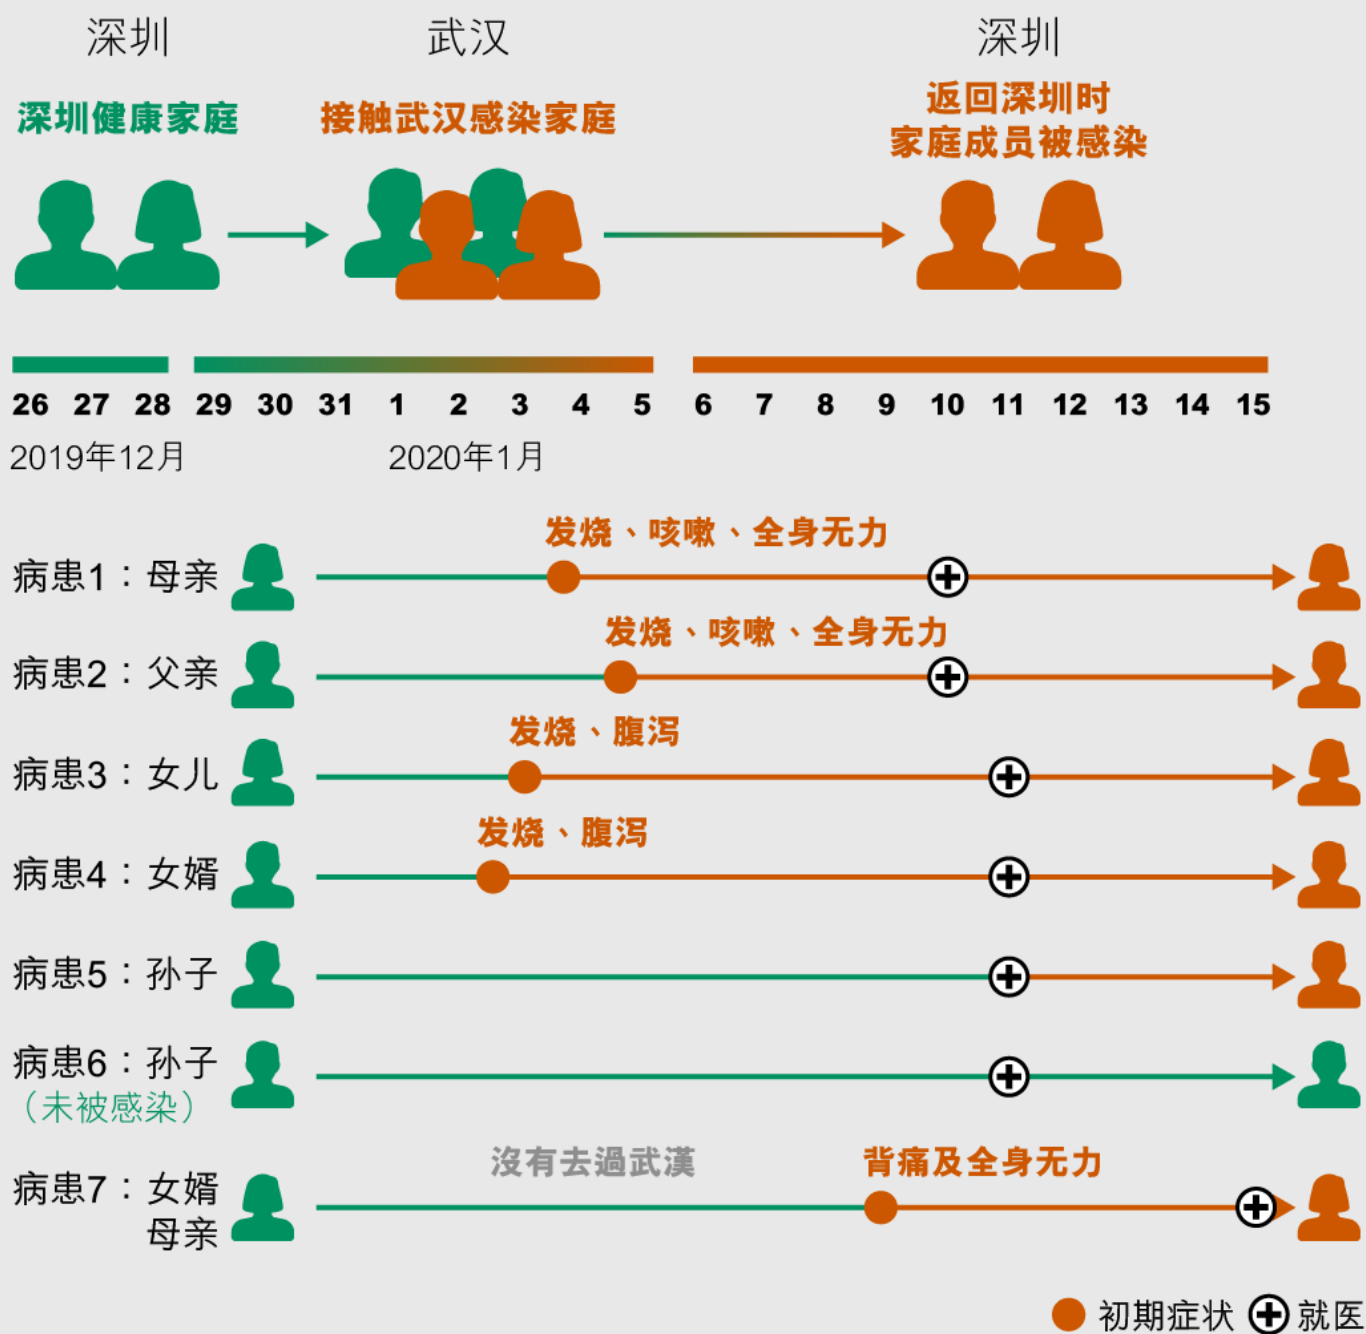 深圳
武汉
深圳
深圳健康家庭
接触武汉感染家庭
返回深圳时
家庭成员被感染
26 27 28 29 30 31 1 2 3 4 5 6 7 8 9 10 11 12 13 14 15
2019年12月
2020年1月
发烧、咳嗽、全身无力
病患1：母亲
发烧、咳嗽、全身无力
病患2：父亲
发烧、腹泻
病患3：女儿
发烧、腹泻
病患4：女婿
病患5：孙子
病患6：孙子
（未被感染）
沒有去過武漢
背痛及全身无力
病患7：女婿
母亲
初期症状
就医